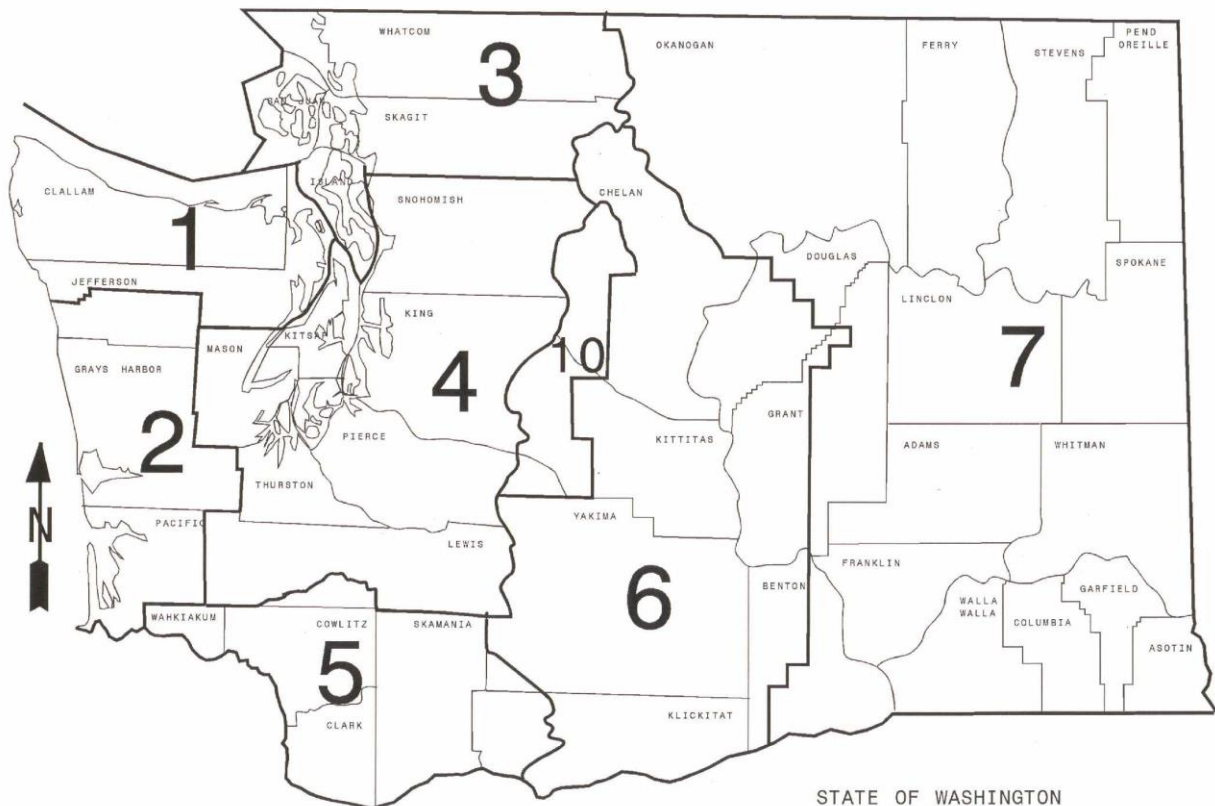 WHATCOM
3
OKANOGAN
FERRY
STEVENS
PEND
OREILLE
SAN JUAN
SKAGIT
ISLAND
CLALLAM
SNOHOMISH
CHELAN
1
DOUGLAS
SPOKANE
JEFFERSON
LINCLON
KING
KITSAP
MASON
GRAYS HARBOR
10
4
7
2
GRANT
PIERCE
KITTITAS
ADAMS
WHITMAN
THURSTON
N
PACIFIC
YAKIMA
LEWIS
FRANKLIN
BENTON
6
GARFIELD
WALLA
WALLA
WAHKIAKUM
COWLITZ
SKAMANIA
COLUMBIA
5
ASOTIN
CLARK
KLICKITAT
STATE OF WASHINGTON